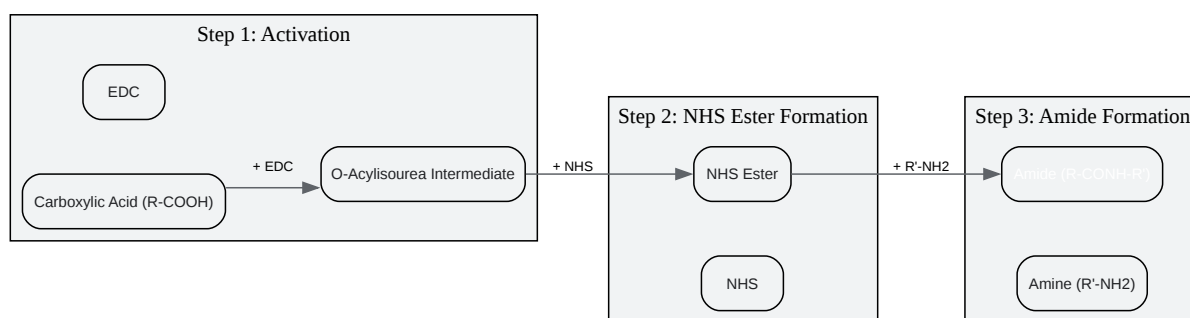 Step 1: Activation
EDC
Carboxylic Acid (R-COOH)
+ EDC
O-Acylisourea Intermediate
+ NHS
Step 2: NHS Ester Formation
NHS Ester
NHS
+ R'-NH2
Step 3: Amide Formation
Amide (R-CONH-R')
Amine (R'-NH2)